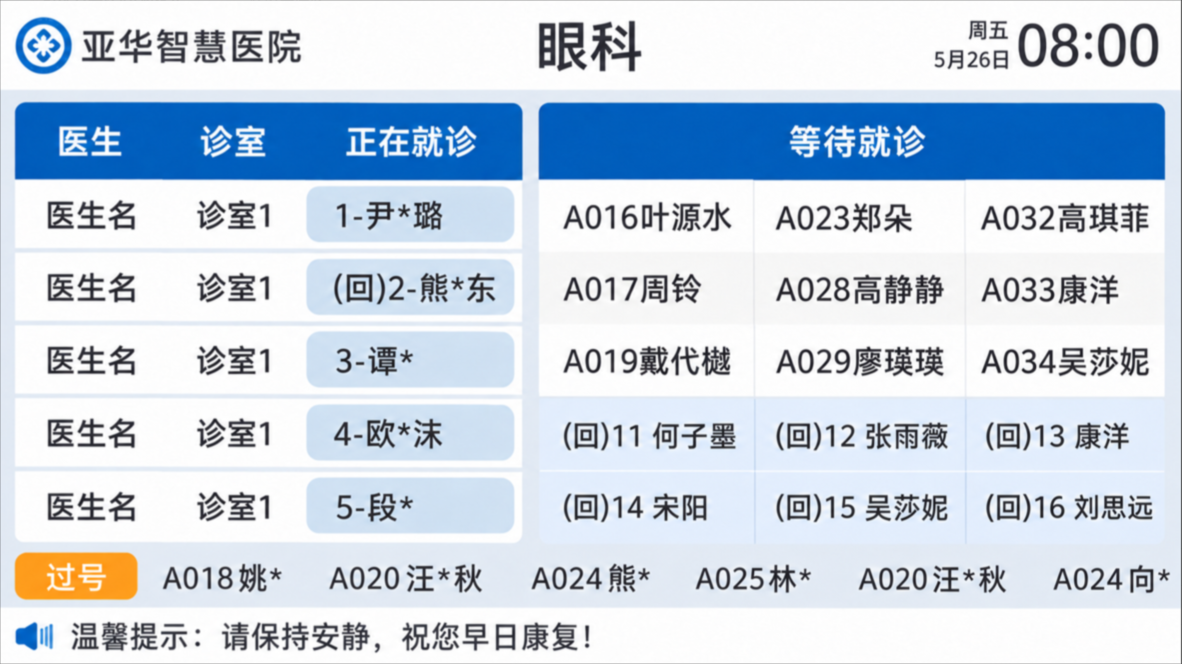 亚华智慧医院
眼科
周五
5月26日
08:00
医生 诊室 正在就诊
医生名 诊室1 1-尹*璐
医生名 诊室1 (回)2-熊*东
医生名 诊室1 3-谭*
医生名 诊室1 4-欧*沫
医生名 诊室1 5-段*
等待就诊
A016叶源水 A023郑朵 A032高琪菲
A017周铃 A028高静静 A033康洋
A019戴代樾 A029廖瑛瑛 A034吴莎妮
(回)11 何子墨 (回)12 张雨薇 (回)13 康洋
(回)14 宋阳 (回)15 吴莎妮 (回)16 刘思远
过号 A018姚* A020汪*秋 A024熊* A025林* A020汪*秋 A024向*
温馨提示：请保持安静，祝您早日康复！